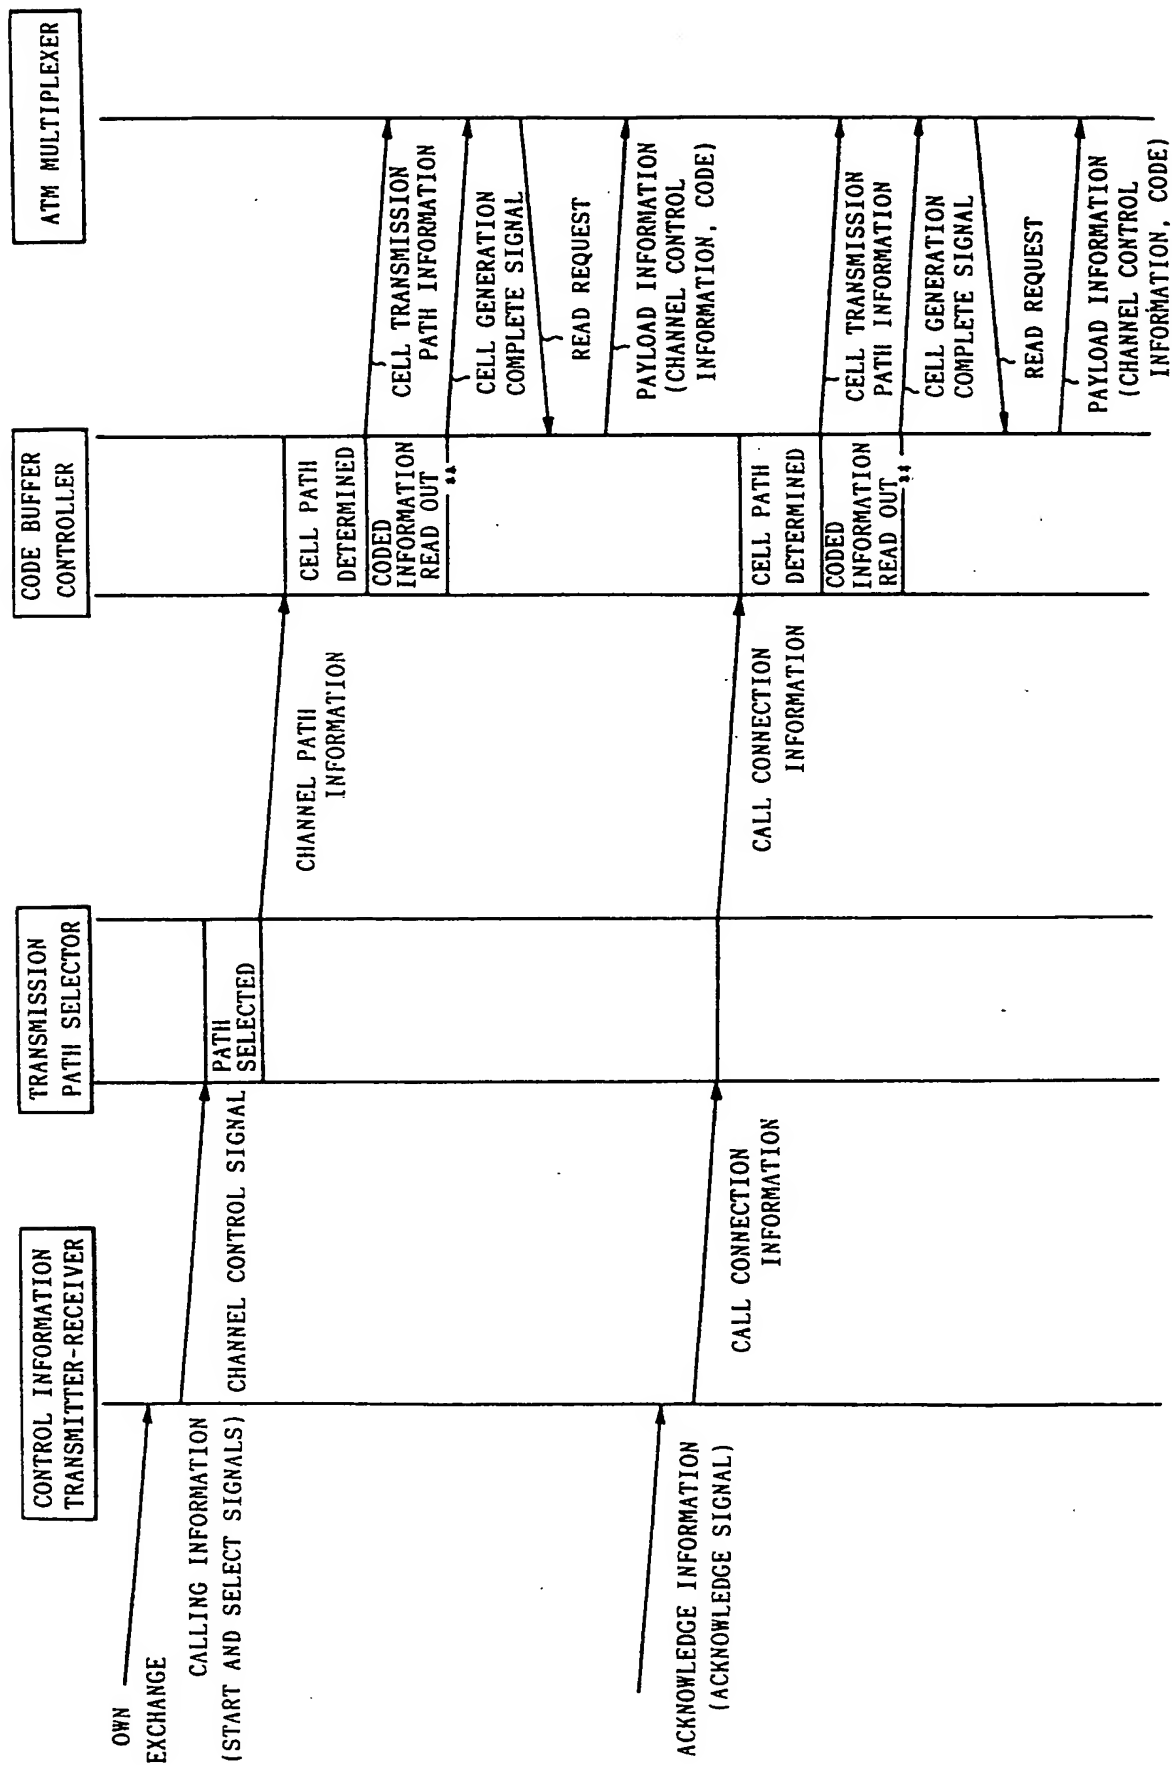 CONTROL INFORMATION
TRANSMITTER-RECEIVER
TRANSMISSION
PATH SELECTOR
CODE BUFFER
CONTROLLER
ATM MULTIPLEXER
OWN
EXCHANGE
CALLING INFORMATION
(START AND SELECT SIGNALS)
CHANNEL CONTROL SIGNAL
PATH
SELECTED
CHANNEL PATH
INFORMATION
CELL PATH
DETERMINED
CODED
INFORMATION
READ OUT
**
CELL TRANSMISSION
PATH INFORMATION
CELL GENERATION
COMPLETE SIGNAL
READ REQUEST
PAYLOAD INFORMATION
(CHANNEL CONTROL
INFORMATION, CODE)
ACKNOWLEDGE INFORMATION
(ACKNOWLEDGE SIGNAL)
CALL CONNECTION
INFORMATION
CALL CONNECTION
INFORMATION
CELL PATH
DETERMINED
CODED
INFORMATION
READ OUT
**
CELL TRANSMISSION
PATH INFORMATION
CELL GENERATION
COMPLETE SIGNAL
READ REQUEST
PAYLOAD INFORMATION
(CHANNEL CONTROL
INFORMATION, CODE)